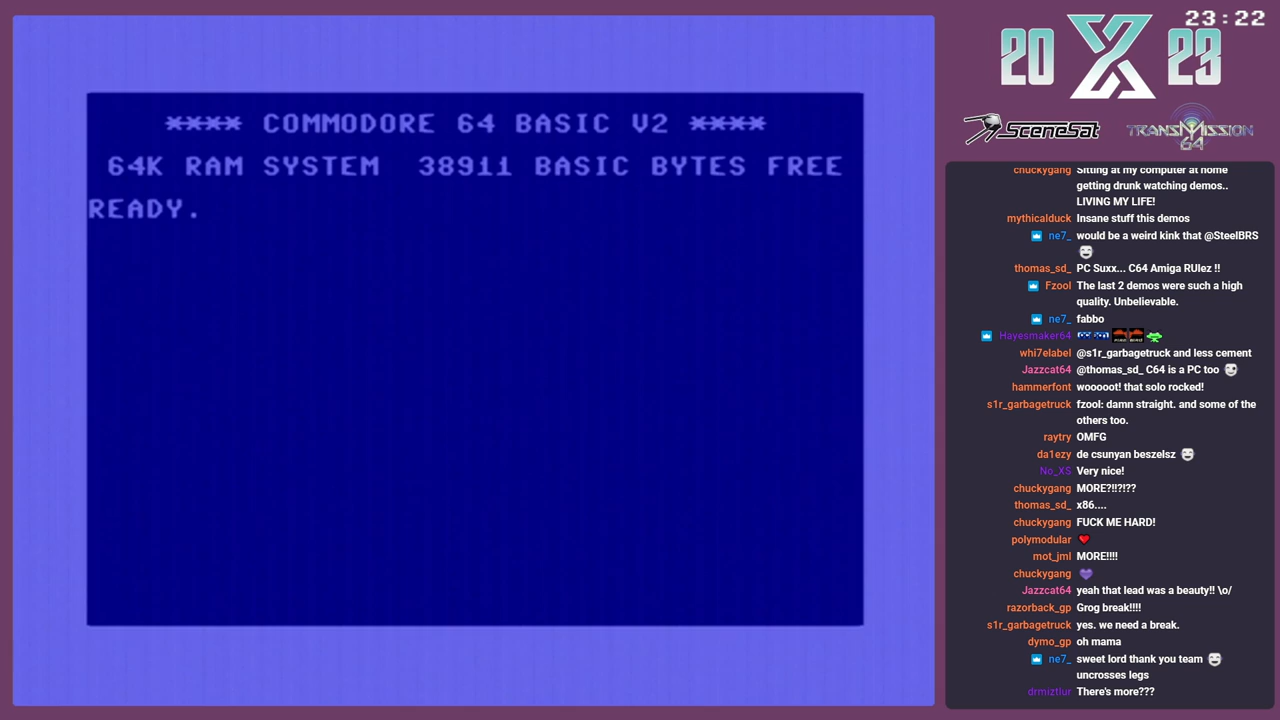 **** COMMODORE 64 BASIC V2 ****
64K RAM SYSTEM  38911 BASIC BYTES FREE
READY.
23:22
20 X 23
SCENESAT
TRANSMISSION
64
chuckygang Sitting at my computer at home
getting drunk watching demos..
LIVING MY LIFE!
mythicalduck Insane stuff this demos
ne7_ would be a weird kink that @SteelBRS
thomas_sd_ PC Suxx... C64 Amiga RUlez !!
Fzool The last 2 demos were such a high
quality. Unbelievable.
ne7_ fabbo
Hayesmaker64
whi7elabel @s1r_garbagetruck and less cement
Jazzcat64 @thomas_sd_ C64 is a PC too
hammerfont wooooot! that solo rocked!
s1r_garbagetruck fzool: damn straight. and some of the
others too.
raytry OMFG
da1ezy de csunyan beszelsz
No_XS Very nice!
chuckygang MORE?!!?!??
thomas_sd_ x86....
chuckygang FUCK ME HARD!
polymodular
mot_jml MORE!!!!
chuckygang
Jazzcat64 yeah that lead was a beauty!! \o/
razorback_gp Grog break!!!!
s1r_garbagetruck yes. we need a break.
dymo_gp oh mama
ne7_ sweet lord thank you team
uncrosses legs
drmiztlur There's more???